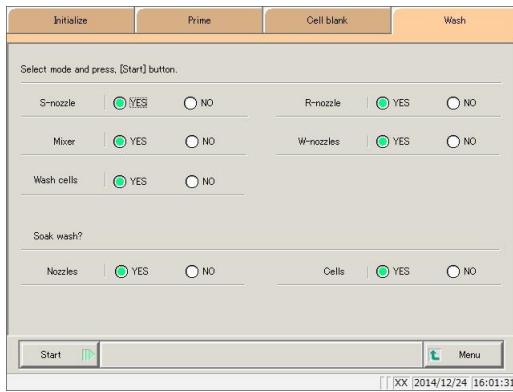 Initialize Prime Cell blank Wash
Select mode and press, [Start] button.
S-nozzle YES NO R-nozzle YES NO
Mixer YES NO W-nozzles YES NO
Wash cells YES NO
Soak wash?
Nozzles YES NO Cells YES NO
Start Menu
XX 2014/12/24 16:01:31